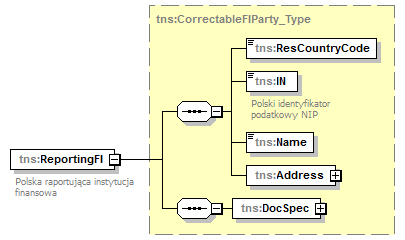 tns:CorrectableFIParty_Type
tns:ResCountryCode
tns:IN
Polski identyfikator
podatkowy NIP
tns:Name
tns:ReportingFI
Polska raportująca instytucja
finansowa
tns:Address
tns:DocSpec